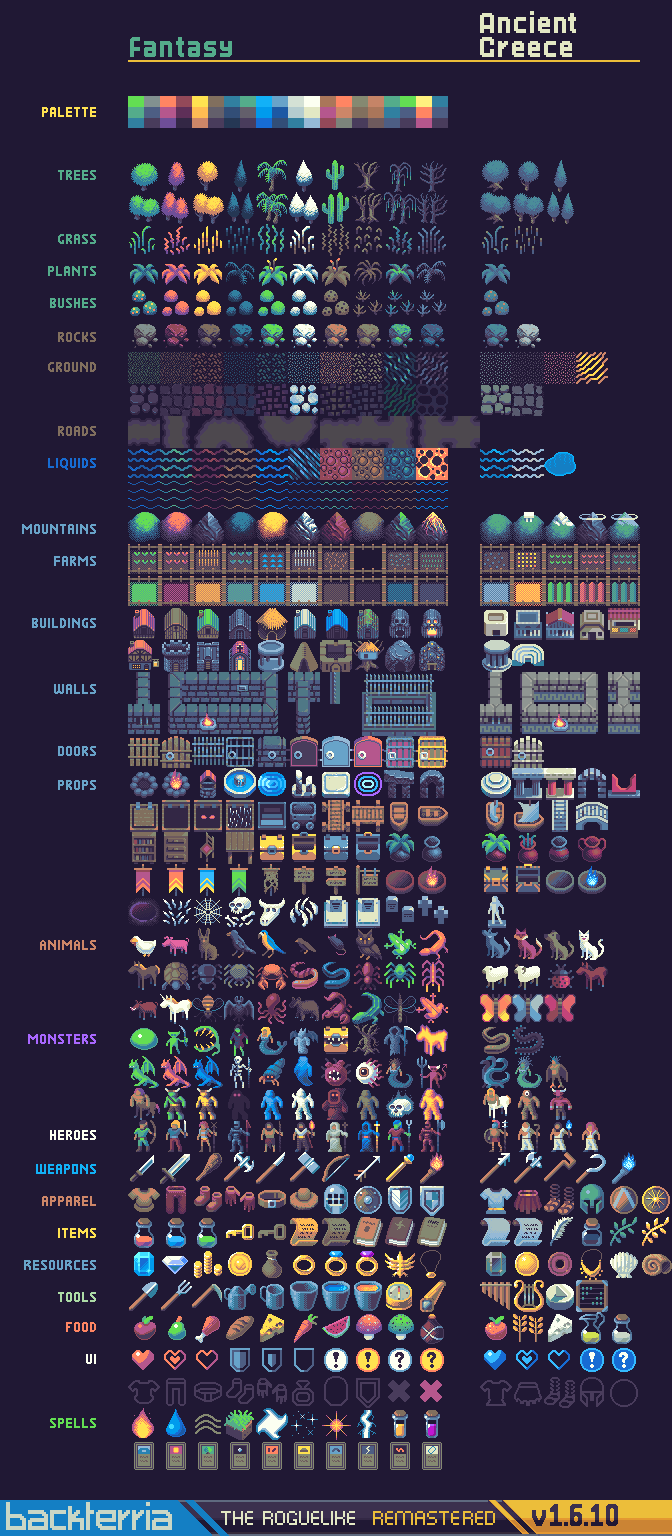 Fantasy
Ancient
Greece
PALETTE
TREES
GRASS
PLANTS
BUSHES
ROCKS
GROUND
ROADS
LIQUIDS
MOUNTAINS
FARMS
BUILDINGS
WALLS
DOORS
PROPS
ANIMALS
MONSTERS
HEROES
WEAPONS
APPAREL
ITEMS
RESOURCES
TOOLS
FOOD
UI
SPELLS
backterria THE ROGUELIKE REMASTERED v1.6.10